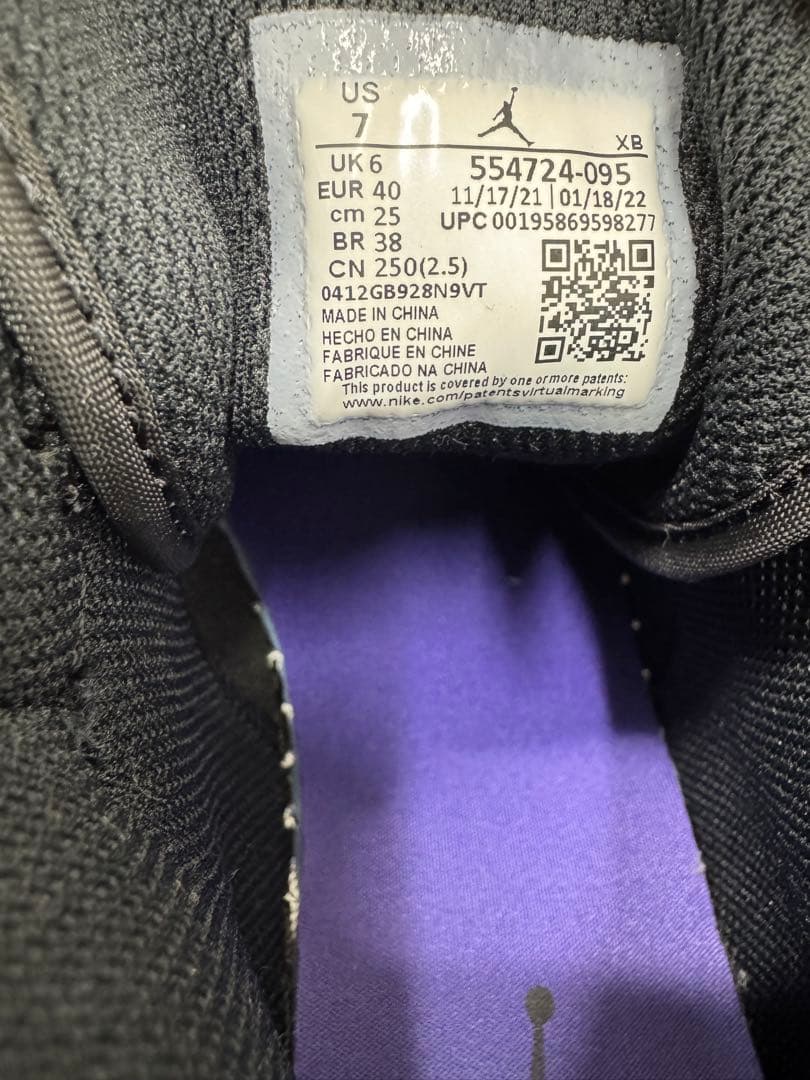 US
7
XB
UK 6
554724-095
EUR 40
11/17/21 | 01/18/22
cm 25
UPC 00195869598277
BR 38
CN 250(2.5)
0412GB928N9VT
MADE IN CHINA
HECHO EN CHINA
FABRIQUE EN CHINE
FABRICADO NA CHINA
This product is covered by one or more patents:
www.nike.com/patentsvirtualmarking